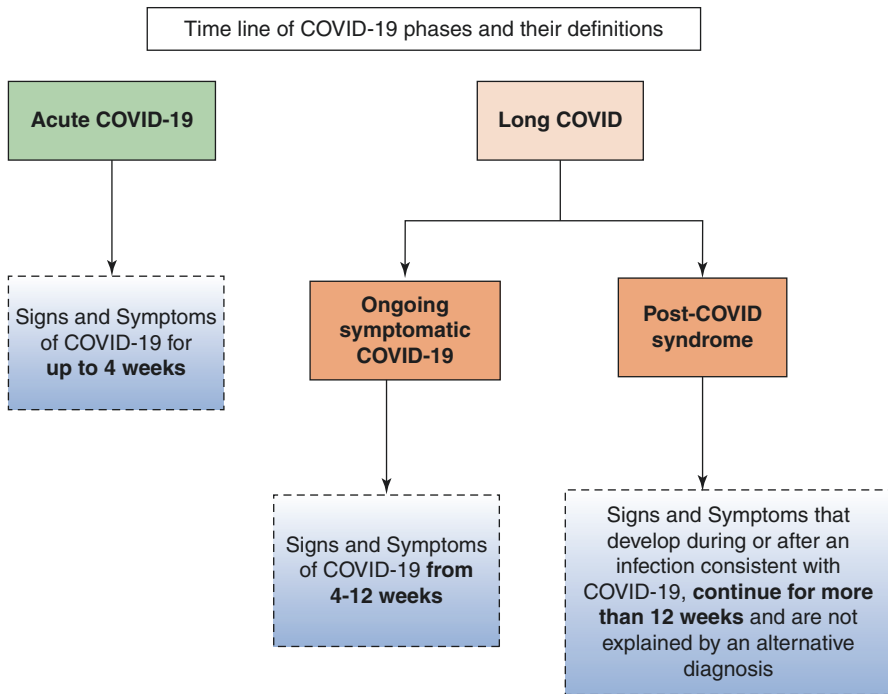 Time line of COVID-19 phases and their definitions
Acute COVID-19
Long COVID
Signs and Symptoms
of COVID-19 for
up to 4 weeks
Ongoing
symptomatic
COVID-19
Post-COVID
syndrome
Signs and Symptoms
of COVID-19 from
4-12 weeks
Signs and Symptoms that
develop during or after an
infection consistent with
COVID-19, continue for more
than 12 weeks and are not
explained by an alternative
diagnosis